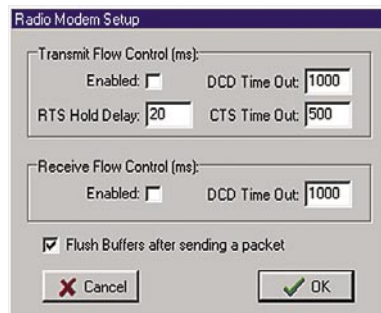 Radio Modem Setup
Transmit Flow Control (ms):
Enabled: DCD Time Out: 1000
RTS Hold Delay: 20 CTS Time Out: 500
Receive Flow Control (ms):
Enabled: DCD Time Out: 1000
Flush Buffers after sending a packet
Cancel OK